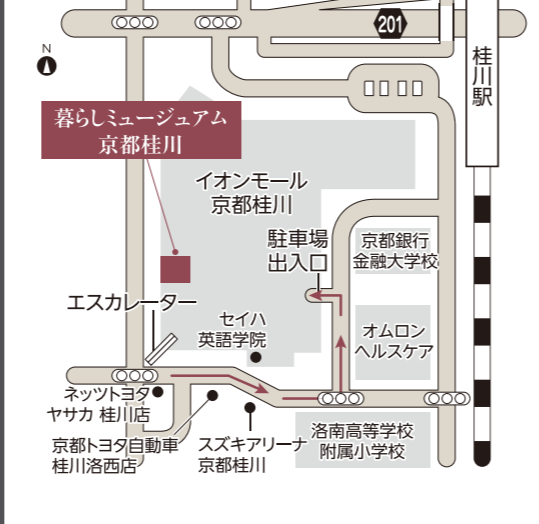 201
N
桂川駅
暮らしミュージアム
京都桂川
イオンモール
京都桂川
駐車場
出入口
京都銀行
金融大学校
エスカレーター
セイハ
英語学院
オムロン
ヘルスケア
ネッツトヨタ
ヤサカ 桂川店
京都トヨタ自動車
桂川洛西店
スズキアリーナ
京都桂川
洛南高等学校
附属小学校